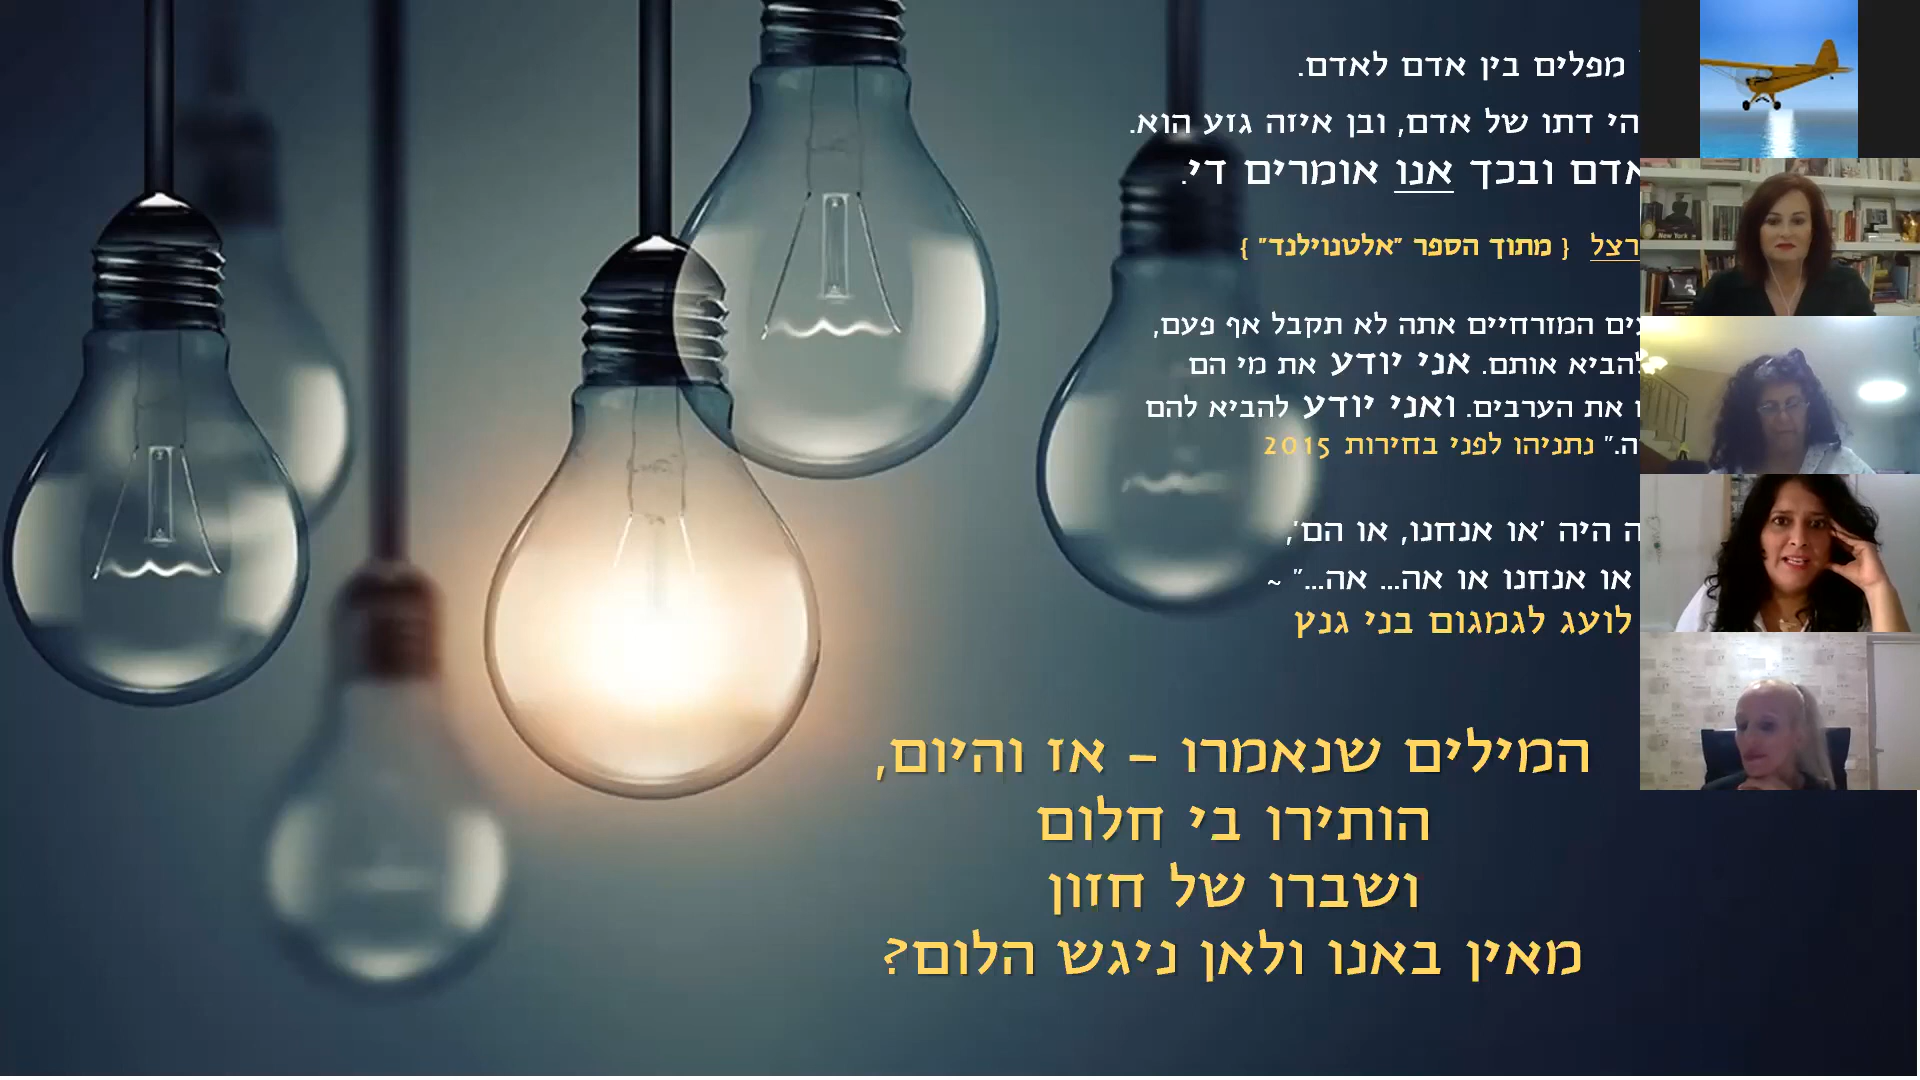 מפלים בין אדם לאדם.
הי דתו של אדם, ובן איזה גזע הוא.
אדם ובכך אנו אומרים די.
רצל { מתוך הספר "אלטנוילנד" }
המזרחיים אתה לא תקבל אף פעם,
להביא אותם. אני יודע את מי הם
את הערבים. ואני יודע להביא להם
ה." נתניהו לפני בחירות 2015
היה 'או אנחנו, או הם',
או אנחנו או אה... אה..." ~
לועג לגמגום בני גנץ
המילים שנאמרו – אז והיום,
הותירו בי חלום
ושברו של חזון
מאין באנו ולאן ניגש הלום?
New York